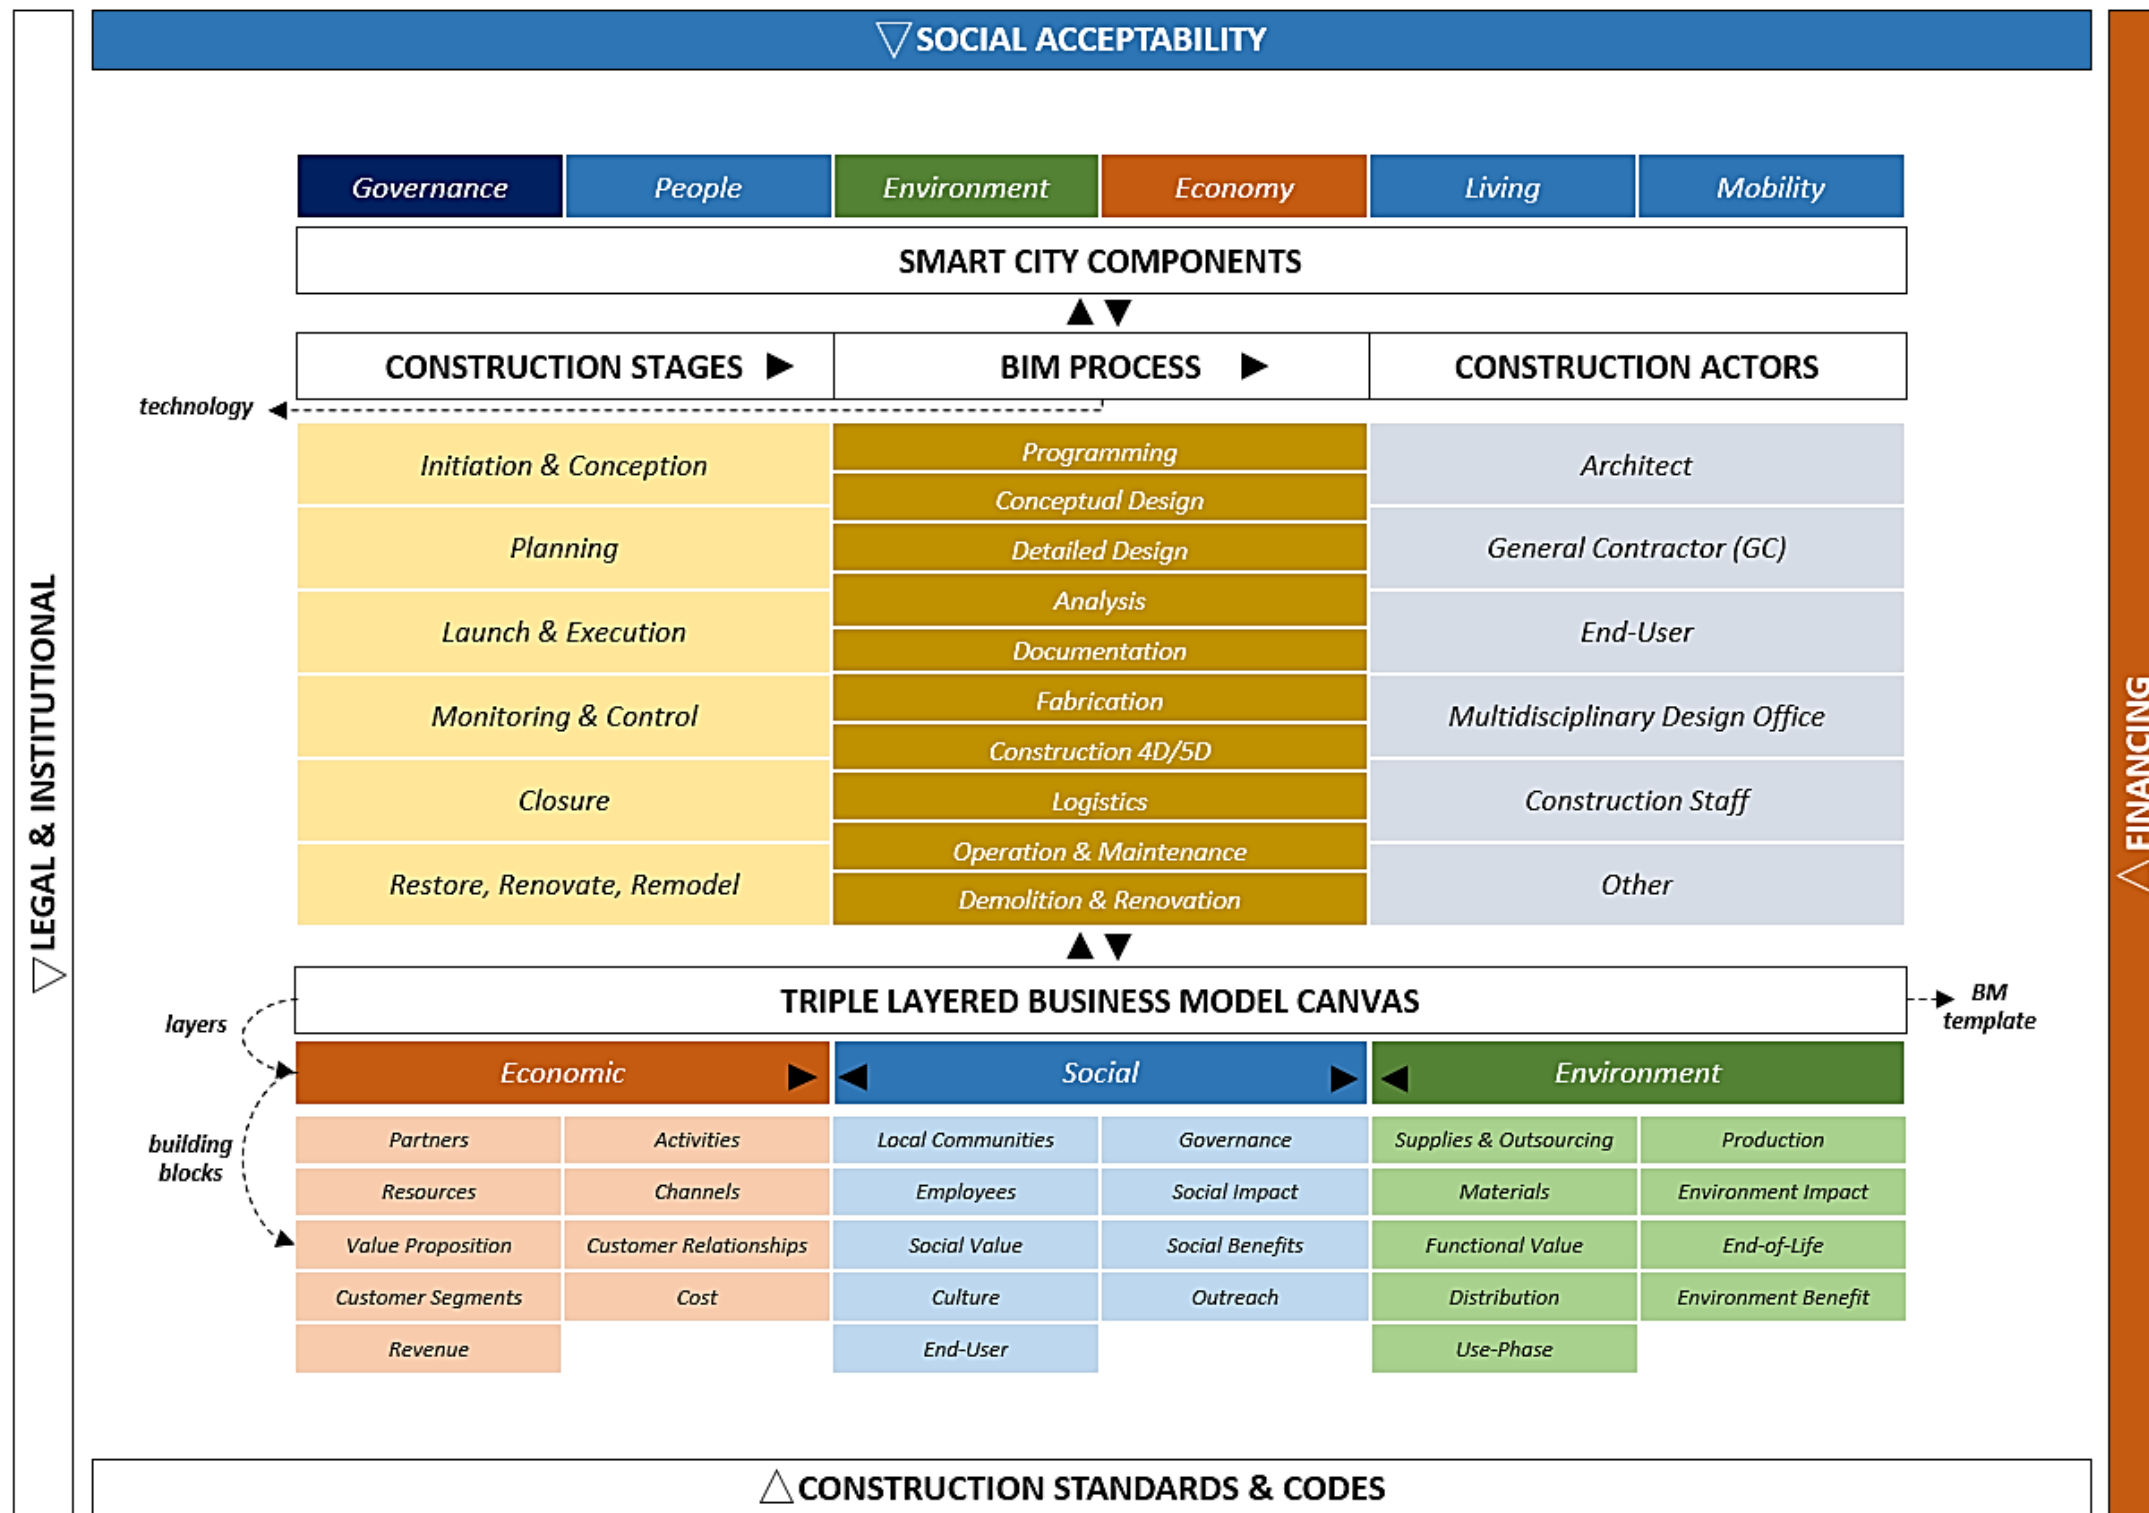 ▽ SOCIAL ACCEPTABILITY
▽ LEGAL & INSTITUTIONAL
△ FINANCING
Governance
People
Environment
Economy
Living
Mobility
SMART CITY COMPONENTS
▲ ▼
CONSTRUCTION STAGES ►
BIM PROCESS ►
CONSTRUCTION ACTORS
technology
Initiation & Conception
Planning
Launch & Execution
Monitoring & Control
Closure
Restore, Renovate, Remodel
Programming
Conceptual Design
Detailed Design
Analysis
Documentation
Fabrication
Construction 4D/5D
Logistics
Operation & Maintenance
Demolition & Renovation
Architect
General Contractor (GC)
End-User
Multidisciplinary Design Office
Construction Staff
Other
▲ ▼
TRIPLE LAYERED BUSINESS MODEL CANVAS
BM
template
layers
building
blocks
Economic ►
◄ Social ►
◄ Environment
Partners
Activities
Resources
Channels
Value Proposition
Customer Relationships
Customer Segments
Cost
Revenue
Local Communities
Governance
Employees
Social Impact
Social Value
Social Benefits
Culture
Outreach
End-User
Supplies & Outsourcing
Production
Materials
Environment Impact
Functional Value
End-of-Life
Distribution
Environment Benefit
Use-Phase
△ CONSTRUCTION STANDARDS & CODES